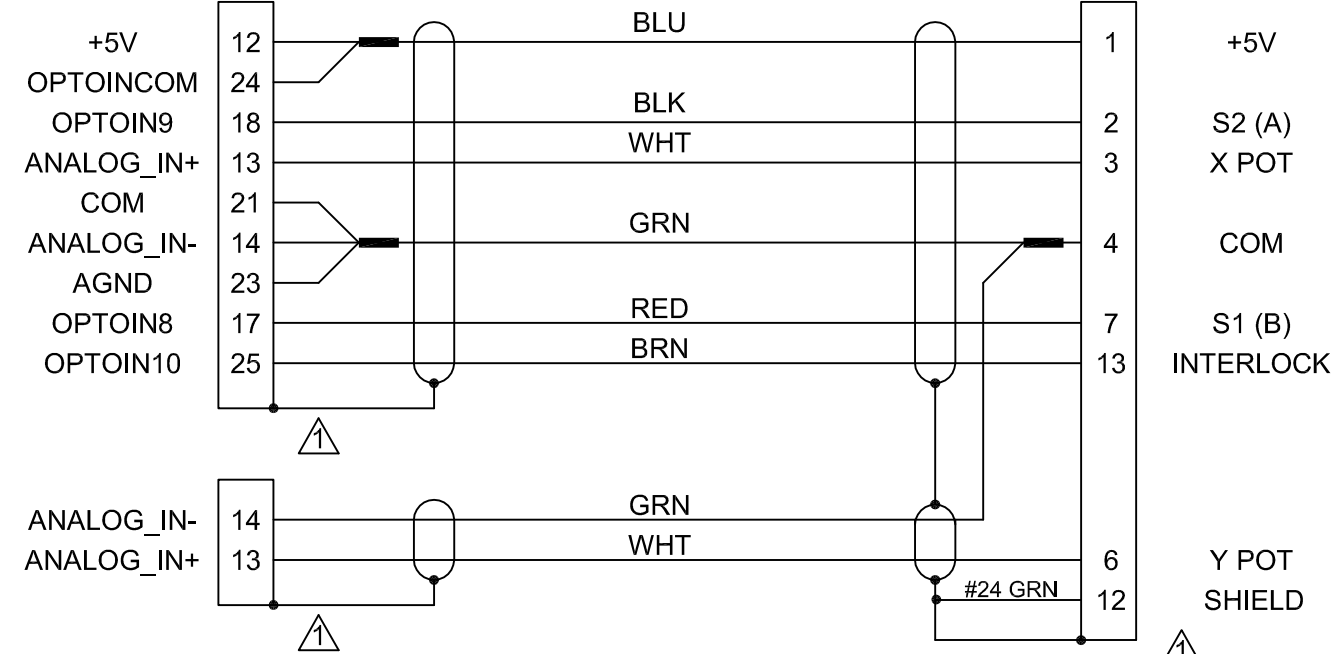 BLU
+5V 12 1 +5V
OPTOINCOM 24
BLK
OPTOIN9 18 2 S2 (A)
WHT
ANALOG_IN+ 13 3 X POT
COM 21
GRN
ANALOG_IN- 14 4 COM
AGND 23
RED
OPTOIN8 17 7 S1 (B)
BRN
OPTOIN10 25 13 INTERLOCK
1
GRN
ANALOG_IN- 14
WHT
ANALOG_IN+ 13 6 Y POT
#24 GRN 12 SHIELD
1 1